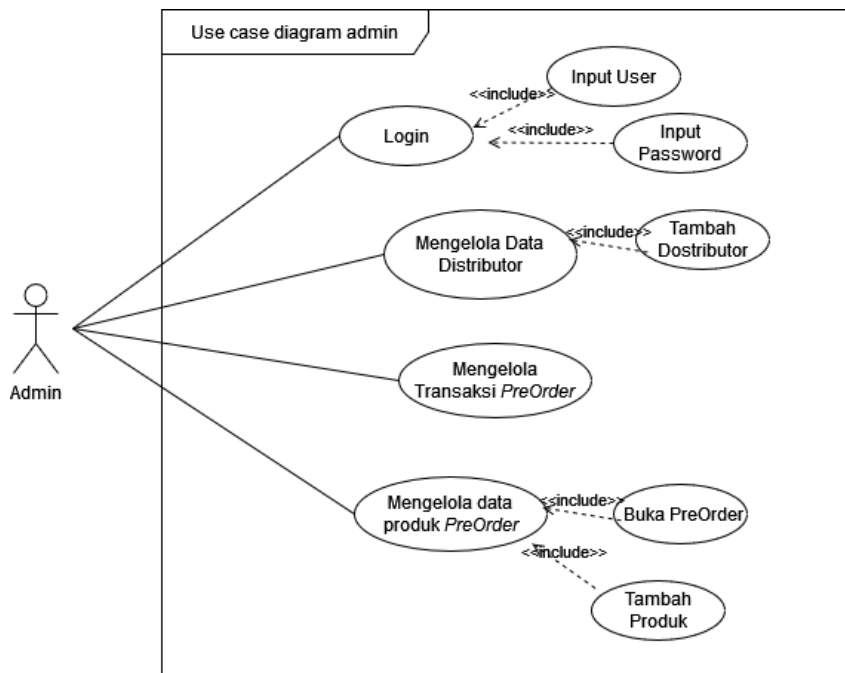 Use case diagram admin
Input User
<<include>>
Login
<<include>>
Input
Password
Mengelola Data
Distributor
<<include>>
Tambah
Dostributor
Admin
Mengelola
Transaksi PreOrder
Mengelola data
produk PreOrder
<<include>>
Buka PreOrder
<<include>>
Tambah
Produk